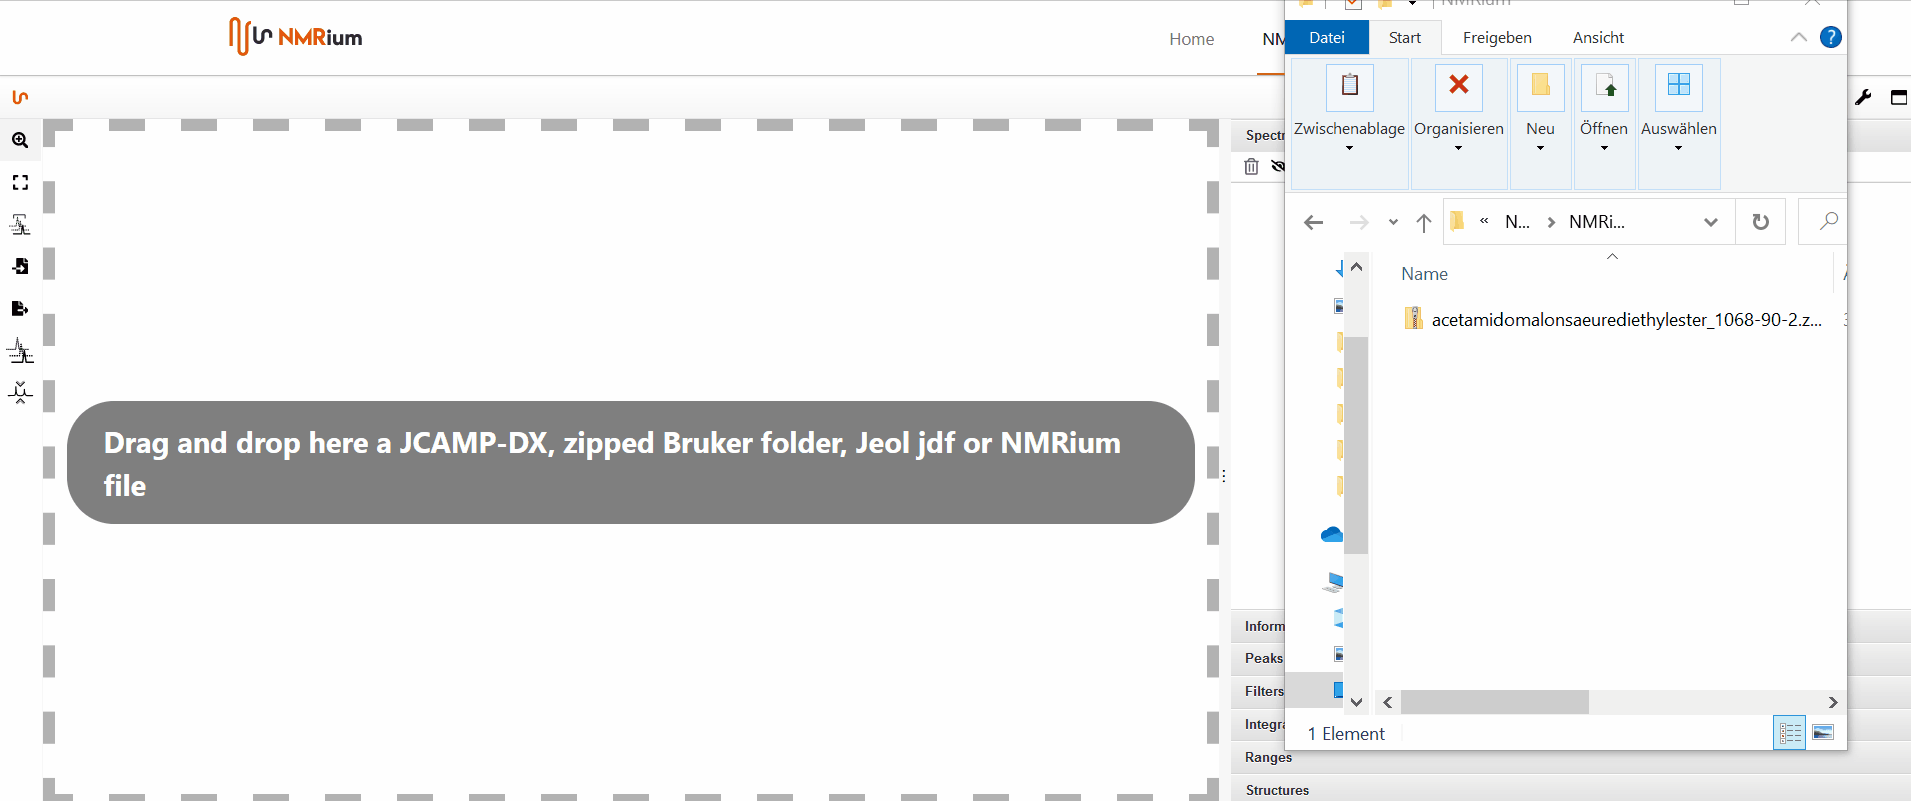 NMRium
Home
NM
Drag and drop here a JCAMP-DX, zipped Bruker folder, Jeol jdf or NMRium
file
Spectr
Inform
Peaks
Filters
Integra
Ranges
Structures
NMRium
Datei
Start
Freigeben
Ansicht
?
Zwischenablage
Organisieren
Neu
Öffnen
Auswählen
« N... > NMRi...
Name
acetamidomalonsaeurediethylester_1068-90-2.z...
1 Element